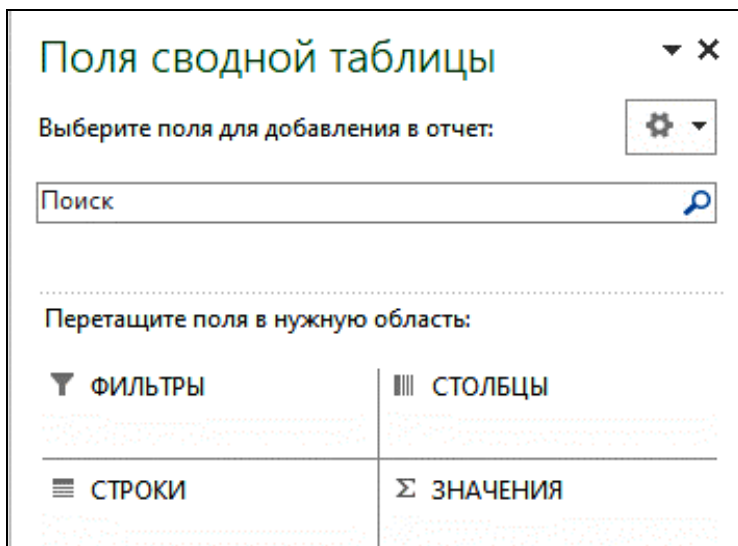 Поля сводной таблицы
Выберите поля для добавления в отчет:
Поиск
Перетащите поля в нужную область:
ФИЛЬТРЫ
СТОЛБЦЫ
СТРОКИ
Σ ЗНАЧЕНИЯ